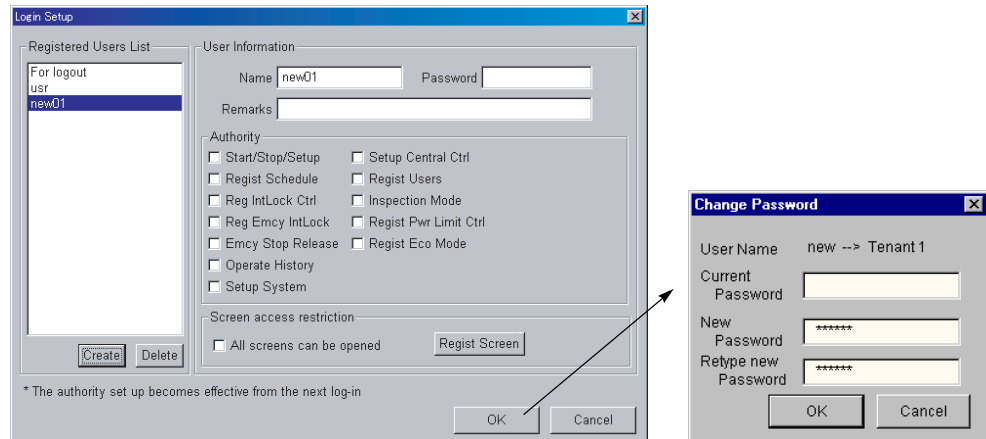 Login Setup
Registered Users List
For logout
usr
new01
Create Delete
User Information
Name new01 Password
Remarks
Authority
Start/Stop/Setup Setup Central Ctrl
Regist Schedule Regist Users
Reg IntLock Ctrl Inspection Mode
Reg Emcy IntLock Regist Pwr Limit Ctrl
Emcy Stop Release Regist Eco Mode
Operate History
Setup System
Screen access restriction
All screens can be opened Regist Screen
* The authority set up becomes effective from the next log-in
OK Cancel
Change Password
User Name new --> Tenant 1
Current
Password
New
Password ******
Retype new
Password ******
OK Cancel